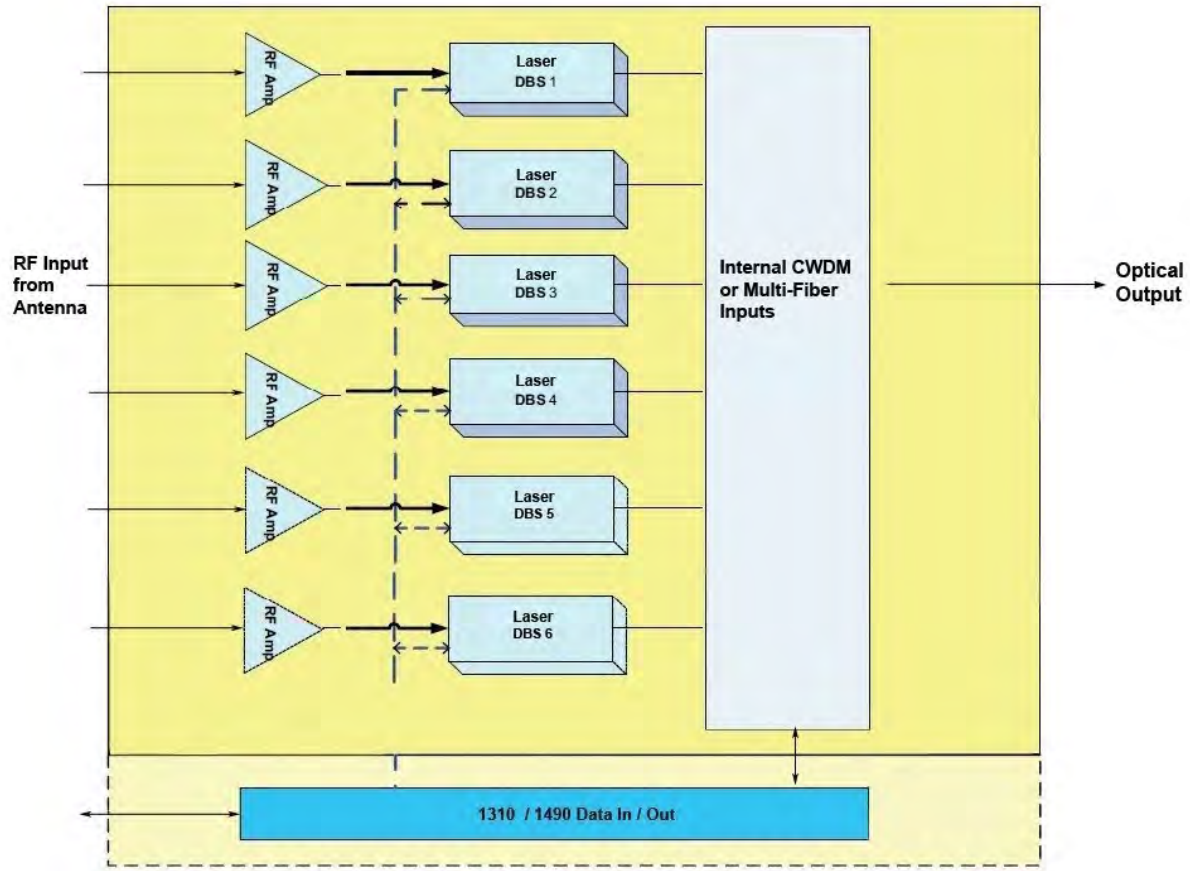 RF Amp
Laser
DBS 1
RF Amp
Laser
DBS 2
RF Input
from
Antenna
RF Amp
Laser
DBS 3
Internal CWDM
or Multi-Fiber
Inputs
Optical
Output
RF Amp
Laser
DBS 4
RF Amp
Laser
DBS 5
RF Amp
Laser
DBS 6
1310 / 1490 Data In / Out